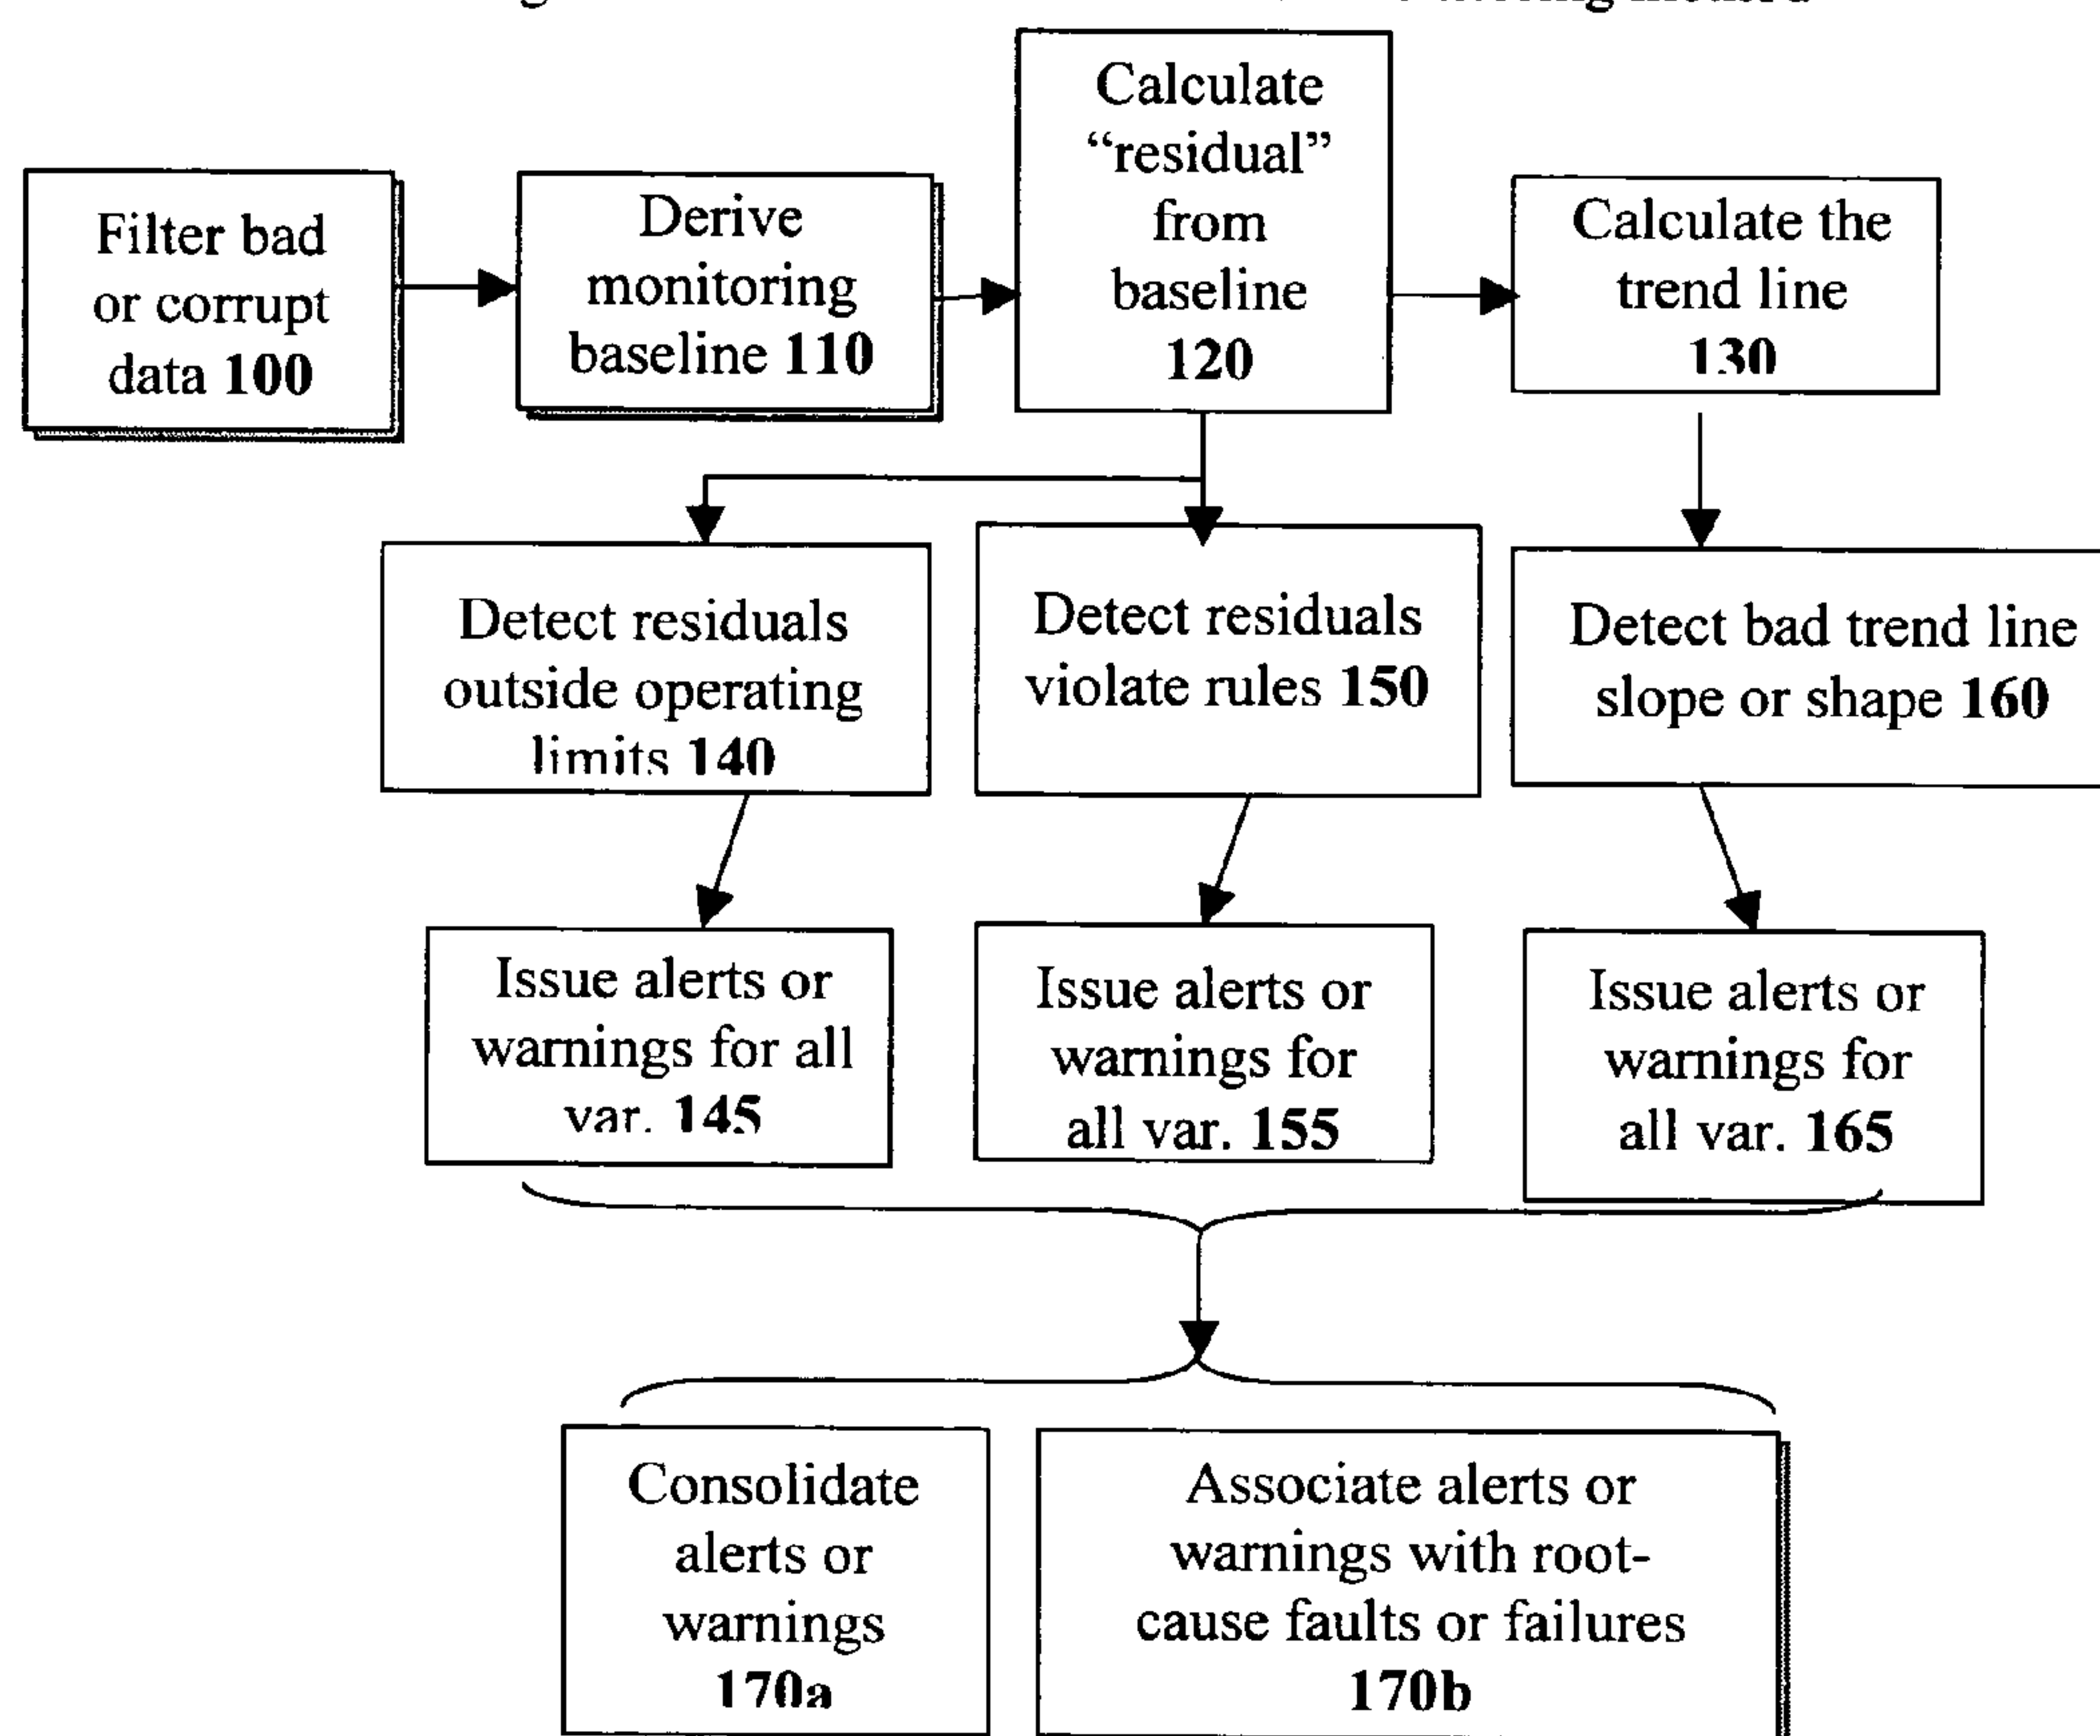 Filter bad
or corrupt
data 100
Derive
monitoring
baseline 110
Calculate
“residual”
from
baseline
120
Calculate the
trend line
130
Detect residuals
outside operating
limits 140
Detect residuals
violate rules 150
Detect bad trend line
slope or shape 160
Issue alerts or
warnings for all
var. 145
Issue alerts or
warnings for
all var. 155
Issue alerts or
warnings for
all var. 165
Consolidate
alerts or
warnings
170a
Associate alerts or
warnings with root-
cause faults or failures
170b